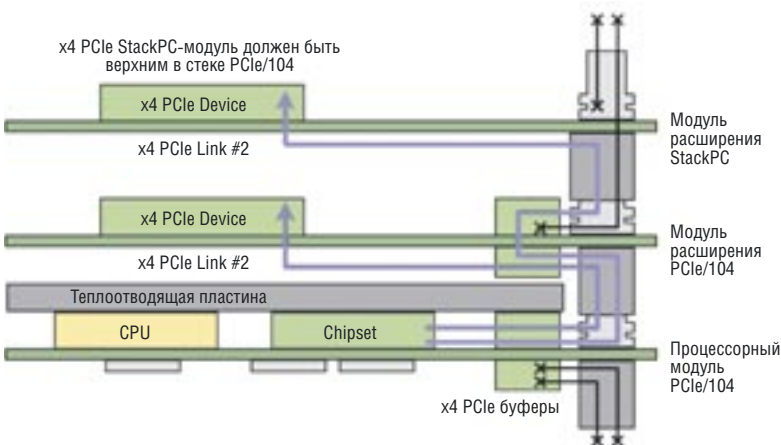 x4 PCIe StackPC-модуль должен быть
верхним в стеке PCIe/104
x4 PCIe Device
x4 PCIe Link #2
Модуль
расширения
StackPC
x4 PCIe Device
x4 PCIe Link #2
Модуль
расширения
PCIe/104
Теплоотводящая пластина
CPU
Chipset
Процессорный
модуль
PCIe/104
x4 PCIe буферы